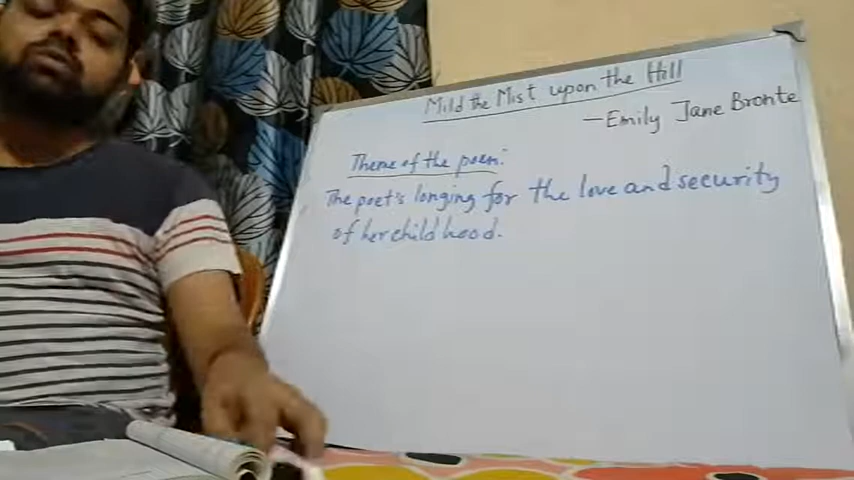 Mild the Mist upon the Hill
— Emily Jane Brontë
Theme of the poem:
The poet's longing for the love and security
of her childhood.